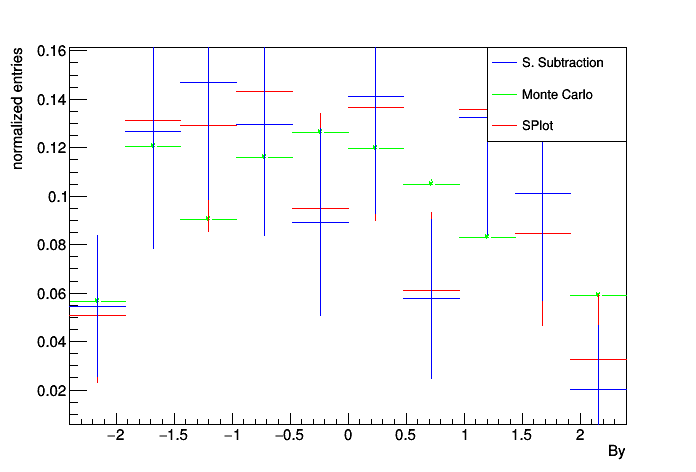 normalized entries
0.16
0.14
0.12
0.1
0.08
0.06
0.04
0.02
S. Subtraction
Monte Carlo
SPlot
−2 −1.5 −1 −0.5 0 0.5 1 1.5 2
By